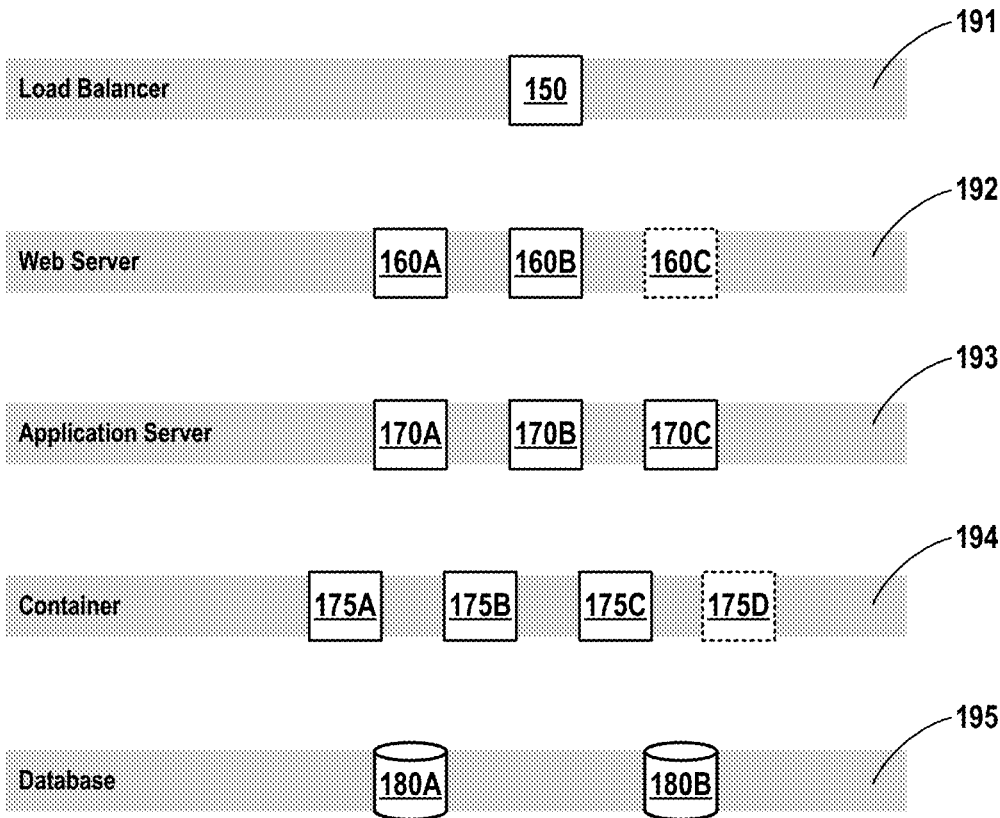 191
Load Balancer 150
192
Web Server 160A 160B 160C
193
Application Server 170A 170B 170C
194
Container 175A 175B 175C 175D
195
Database 180A 180B